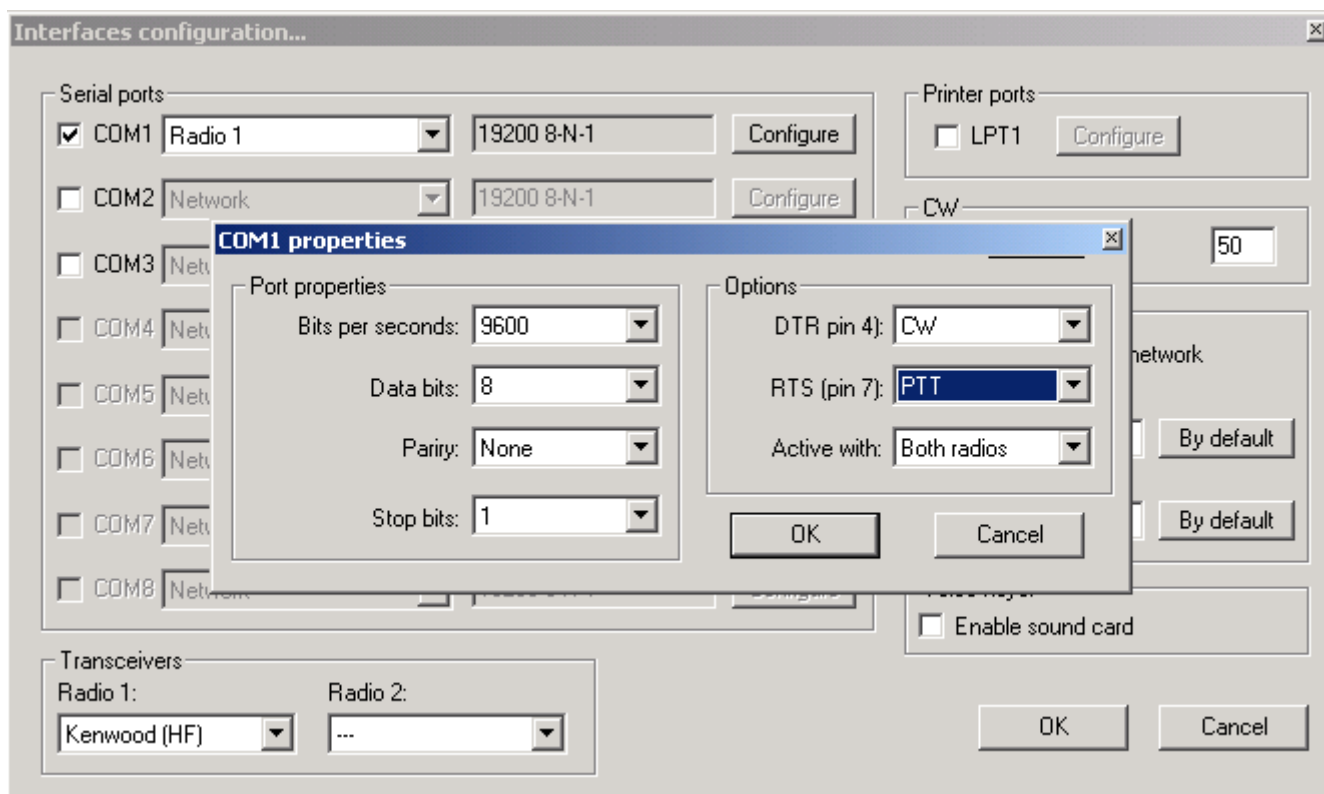 Interfaces configuration...
Serial ports
COM1 Radio 1 19200 8-N-1 Configure
COM2 Network 19200 8-N-1 Configure
COM3
COM4
COM5
COM6
COM7
COM8
Printer ports
LPT1 Configure
CW
50
network
By default
By default
Enable sound card
COM1 properties
Port properties
Bits per seconds: 9600
Data bits: 8
Pariry: None
Stop bits: 1
Options
DTR pin 4): CW
RTS (pin 7): PTT
Active with: Both radios
OK Cancel
Transceivers
Radio 1: Radio 2:
Kenwood (HF) ---
OK Cancel